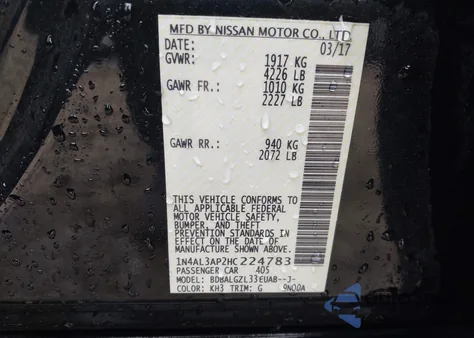 MFD BY NISSAN MOTOR CO., LTD
DATE: 03/17
GVWR: 1917 KG
4226 LB
GAWR FR.: 1010 KG
2227 LB
GAWR RR.: 940 KG
2072 LB
THIS VEHICLE CONFORMS TO
ALL APPLICABLE FEDERAL
MOTOR VEHICLE SAFETY,
BUMPER, AND THEFT
PREVENTION STANDARDS IN
EFFECT ON THE DATE OF
MANUFACTURE SHOWN ABOVE.
1N4AL3AP2HC224783
PASSENGER CAR 405
MODEL:
COLOR: KH3 TRIM: G